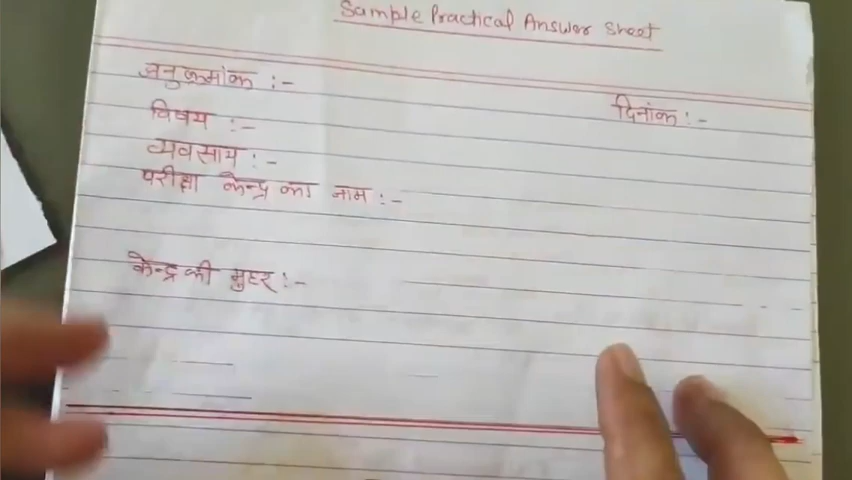 Sample Practical Answer Sheet
अनुक्रमांक :-
दिनांक :-
विषय :-
व्यवसाय :-
परीक्षा केन्द्र का नाम :-
केन्द्र की मुहर :-